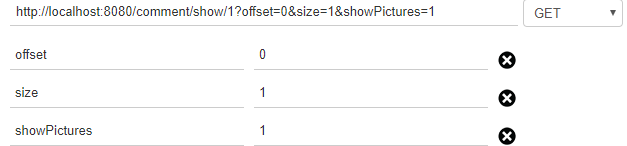 http://localhost:8080/comment/show/1?offset=0&size=1&showPictures=1 GET
offset 0
size 1
showPictures 1